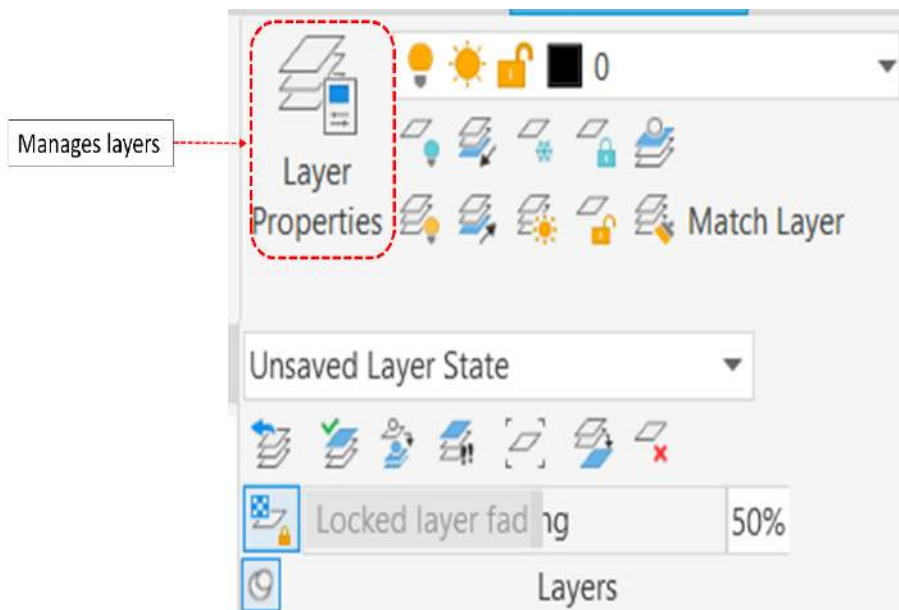 0
Manages layers
Layer
Properties
Match Layer
Unsaved Layer State
Locked layer fad ng
50%
Layers